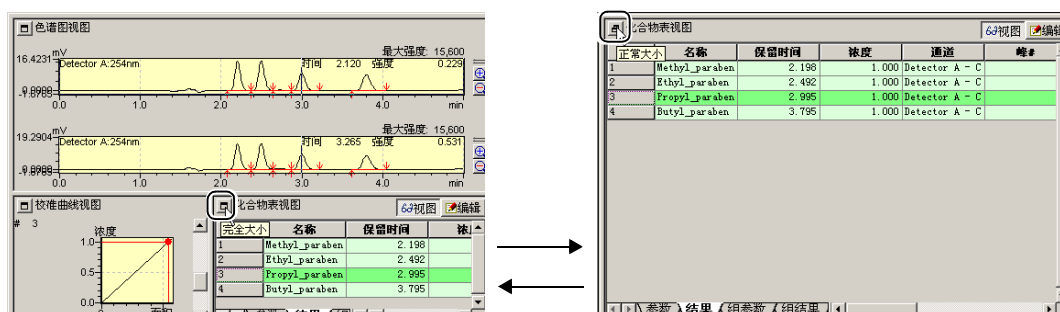 色谱图视图
mV
最大强度: 15,600
16.4231
Detector A:254nm
时间 2.120 强度 0.229
0.0 1.0 2.0 3.0 4.0 min
mV
最大强度: 15,600
19.2904
Detector A:254nm
时间 3.265 强度 0.531
0.0 1.0 2.0 3.0 4.0 min
校准曲线视图
# 3
浓度
1.0
0.5
0.0
化合物表视图
视图 编辑
完全大小 名称 保留时间
1 Methyl_paraben 2.198
2 Ethyl_paraben 2.492
3 Propyl_paraben 2.995
4 Butyl_paraben 3.795
化合物表视图
视图 编辑
正常大小 名称 保留时间 浓度 通道 峰#
1 Methyl_paraben 2.198 1.000 Detector A - C
2 Ethyl_paraben 2.492 1.000 Detector A - C
3 Propyl_paraben 2.995 1.000 Detector A - C
4 Butyl_paraben 3.795 1.000 Detector A - C
参数 结果 组参数 组结果